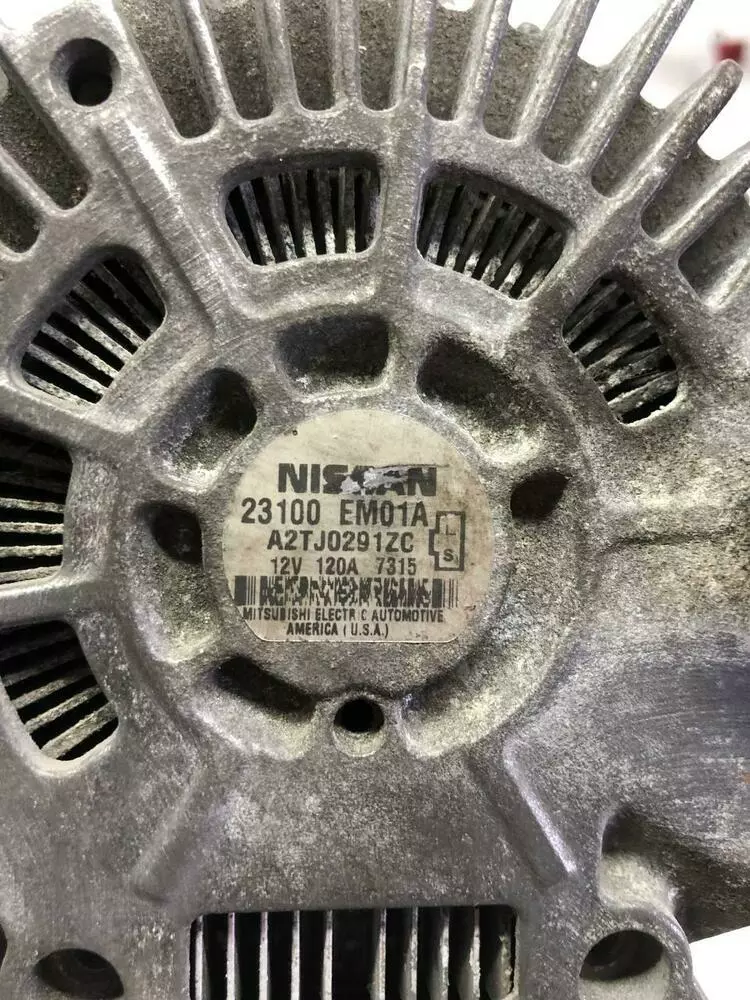 NISSAN
23100 EM01A
A2TJ0291ZC
L
S
12V 120A 7315
MITSUBISHI ELECTRIC AUTOMOTIVE
AMERICA (U.S.A.)